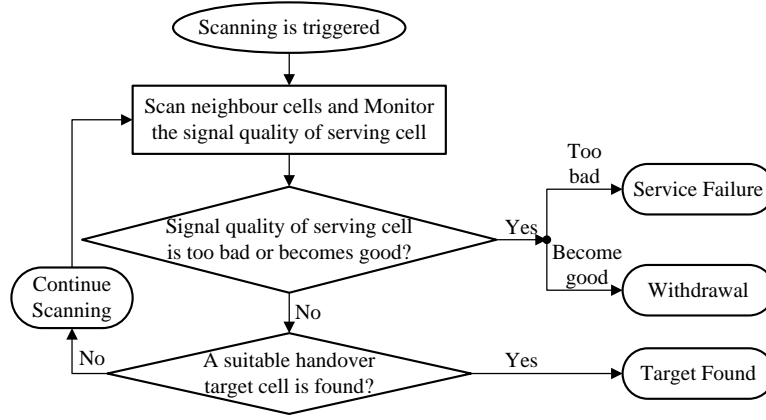 Scanning is triggered
Scan neighbour cells and Monitor
the signal quality of serving cell
Too
bad
Service Failure
Signal quality of serving cell
is too bad or becomes good?
Yes
Become
good
Withdrawal
Continue
Scanning
No
No
A suitable handover
target cell is found?
Yes
Target Found